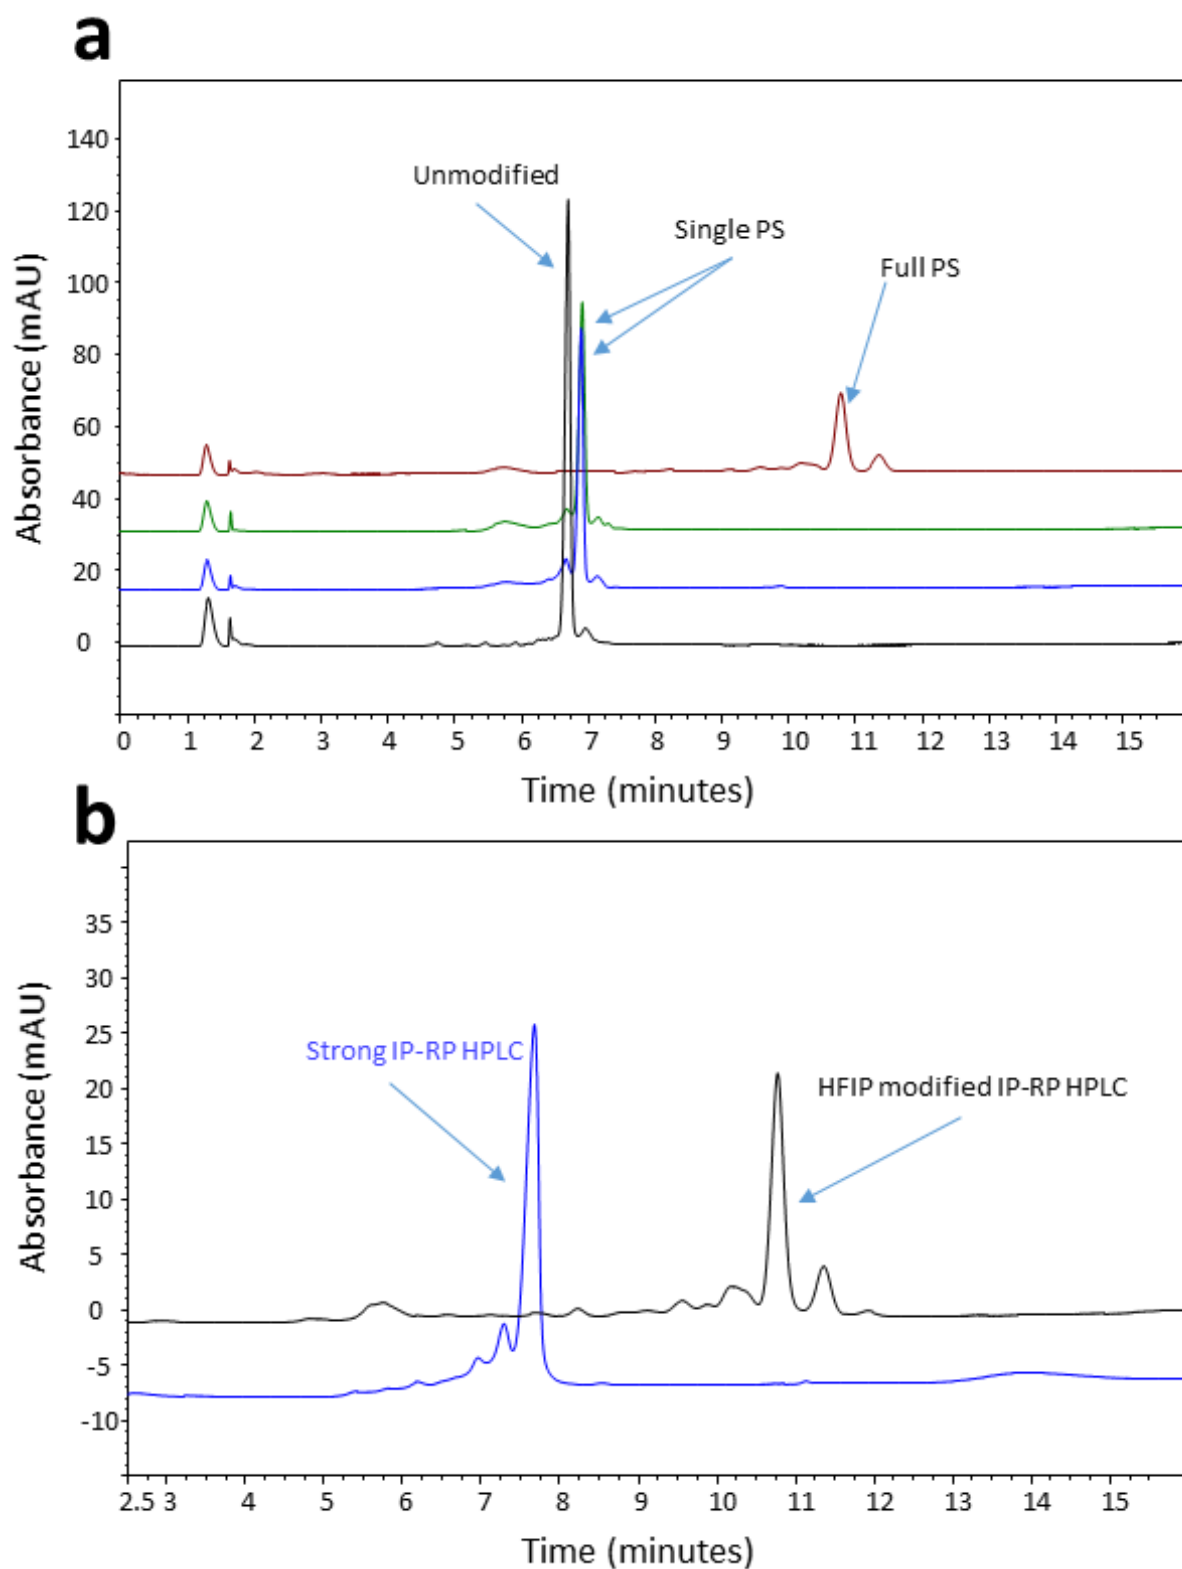 a
140
Unmodified
120
Single PS
Full PS
100
80
60
40
20
0
Absorbance (mAU)
0 1 2 3 4 5 6 7 8 9 10 11 12 13 14 15
Time (minutes)
b
35
30
25
Strong IP-RP HPLC
HFIP modified IP-RP HPLC
20
15
10
5
0
-5
-10
Absorbance (mAU)
2.5 3 4 5 6 7 8 9 10 11 12 13 14 15
Time (minutes)